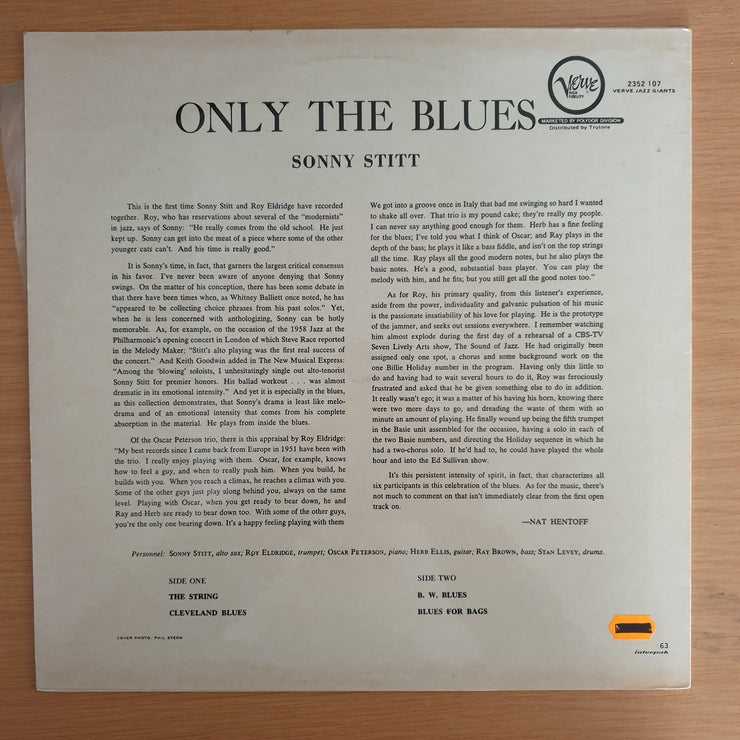 Verve
HIGH
FIDELITY
2352 107
VERVE JAZZ GIANTS
MARKETED BY POLYDOR DIVISION
Distributed by Trutone
ONLY THE BLUES
SONNY STITT
This is the first time Sonny Stitt and Roy Eldridge have recorded
together. Roy, who has reservations about several of the "modernists"
in jazz, says of Sonny: "He really comes from the old school. He just
kept up. Sonny can get into the meat of a piece where some of the other
younger cats can't. And his time is really good."
It is Sonny's time, in fact, that garners the largest critical consensus
in his favor. I've never been aware of anyone denying that Sonny
swings. On the matter of his conception, there has been some debate in
that there have been times when, as Whitney Balliett once noted, he has
"appeared to be collecting choice phrases from his past solos." Yet,
when he is less concerned with anthologizing, Sonny can be hotly
memorable. As, for example, on the occasion of the 1958 Jazz at the
Philharmonic's opening concert in London of which Steve Race reported
in the Melody Maker: "Stitt's alto playing was the first real success of
the concert." And Keith Goodwin added in The New Musical Express:
"Among the 'blowing' soloists, I unhesitatingly single out alto-tenorist
Sonny Stitt for premier honors. His ballad workout . . . was almost
dramatic in its emotional intensity." And yet it is especially in the blues,
as this collection demonstrates, that Sonny's drama is least like melo-
drama and of an emotional intensity that comes from his complete
absorption in the material. He plays from inside the blues.
Of the Oscar Peterson trio, there is this appraisal by Roy Eldridge:
"My best records since I came back from Europe in 1951 have been with
the trio. I really enjoy playing with them. Oscar, for example, knows
how to feel a guy, and when to really push him. When you build, he
builds with you. When you reach a climax, he reaches a climax with you.
Some of the other guys just play along behind you, always on the same
level. Playing with Oscar, when you get ready to bear down, he and
Ray and Herb are ready to bear down too. With some of the other guys,
you're the only one bearing down. It's a happy feeling playing with them
We got into a groove once in Italy that had me swinging so hard I wanted
to shake all over. That trio is my pound cake; they're really my people.
I can never say anything good enough for them. Herb has a fine feeling
for the blues; I've told you what I think of Oscar; and Ray plays in the
depth of the bass; he plays it like a bass fiddle, and isn't on the top strings
all the time. Ray plays all the good modern notes, but he also plays the
basic notes. He's a good, substantial bass player. You can play the
melody with him, and he fits; but you still get all the good notes too."
As for Roy, his primary quality, from this listener's experience,
aside from the power, individuality and galvanic pulsation of his music
is the passionate insatiability of his love for playing. He is the prototype
of the jammer, and seeks out sessions everywhere. I remember watching
him almost explode during the first day of a rehearsal of a CBS-TV
Seven Lively Arts show, The Sound of Jazz. He had originally been
assigned only one spot, a chorus and some background work on the
one Billie Holiday number in the program. Having only this little to
do and having had to wait several hours to do it, Roy was ferociously
frustrated and asked that he be given something else to do in addition.
It really wasn't ego; it was a matter of his having his horn, knowing there
were two more days to go, and dreading the waste of them with so
minute an amount of playing. He finally wound up being the fifth trumpet
in the Basie unit assembled for the occasion, having a solo in each of
the two Basie numbers, and directing the Holiday sequence in which he
had a two-chorus solo. If he'd had to, he could have played the whole
hour and into the Ed Sullivan show.
It's this persistent intensity of spirit, in fact, that characterizes all
six participants in this celebration of the blues. As for the music, there's
not much to comment on that isn't immediately clear from the first open
track on.
—NAT HENTOFF
Personnel: SONNY STITT, alto sax; ROY ELDRIDGE, trumpet; OSCAR PETERSON, piano; HERB ELLIS, guitar; RAY BROWN, bass; STAN LEVEY, drums.
SIDE ONE
THE STRING
CLEVELAND BLUES
SIDE TWO
B. W. BLUES
BLUES FOR BAGS
COVER PHOTO: PHIL STERN
63
interpak